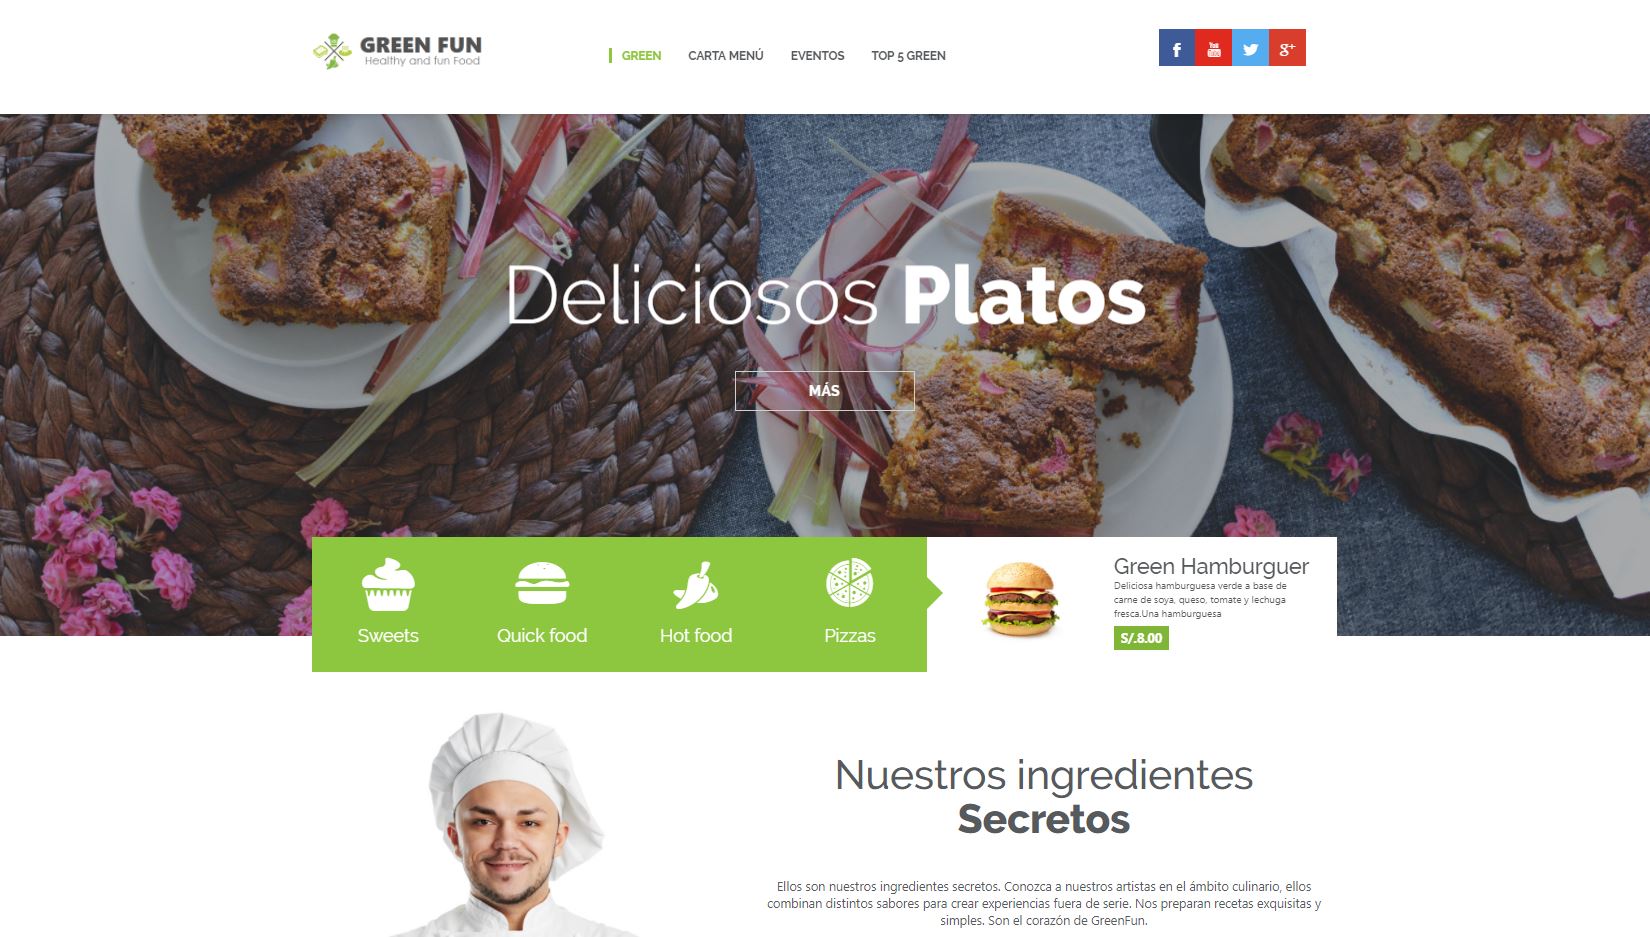 GREEN FUN
Healthy and fun Food
GREEN
CARTA MENÚ
EVENTOS
TOP 5 GREEN
f
You Tube
g+
Deliciosos Platos
MÁS
Sweets
Quick food
Hot food
Pizzas
Green Hamburguer
Deliciosa hamburguesa verde a base de
carne de soya, queso, tomate y lechuga
fresca.Una hamburguesa
S/.8.00
Nuestros ingredientes
Secretos
Ellos son nuestros ingredientes secretos. Conozca a nuestros artistas en el ámbito culinario, ellos
combinan distintos sabores para crear experiencias fuera de serie. Nos preparan recetas exquisitas y
simples. Son el corazón de GreenFun.